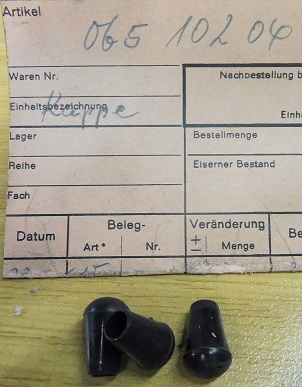 Artikel
065 102 04
Waren Nr.
Nachbestellung b
Einheitsbezeichnung
Kappe
Einhe
Lager
Bestellmenge
Reihe
Eiserner Bestand
Fach
Datum
Beleg-
Art*
Nr.
Veränderung
±
Menge
Be